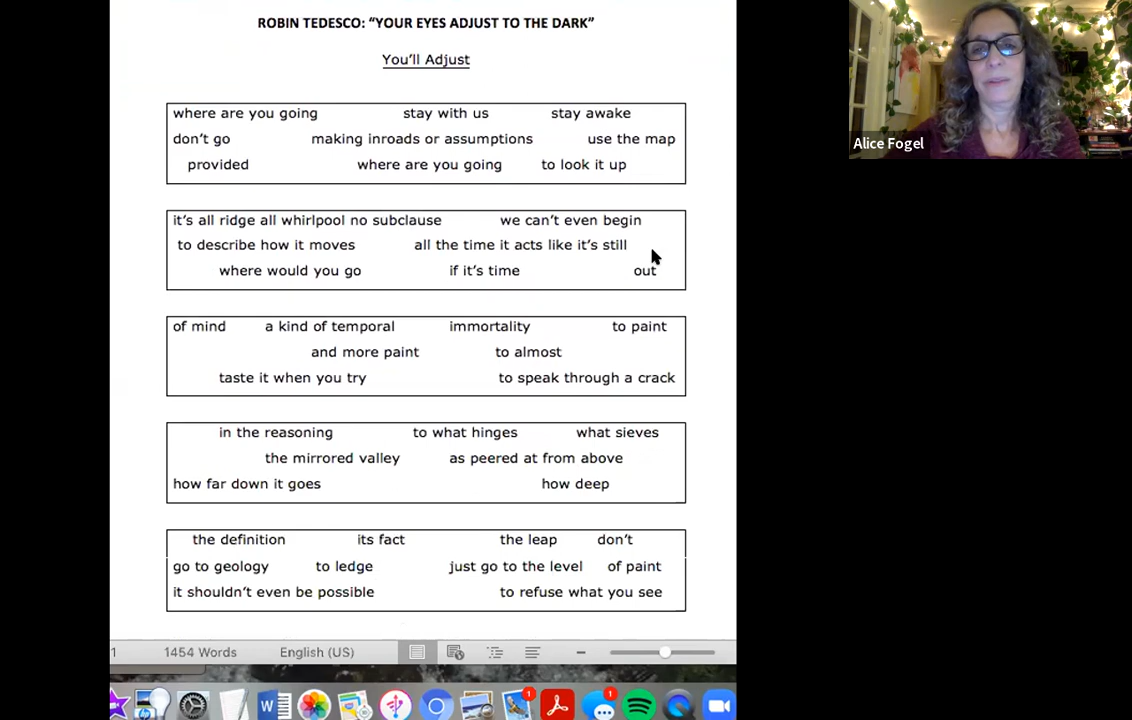 ROBIN TEDESCO: “YOUR EYES ADJUST TO THE DARK”
You’ll Adjust
where are you going stay with us stay awake
don’t go making inroads or assumptions use the map
provided where are you going to look it up
it’s all ridge all whirlpool no subclause we can’t even begin
to describe how it moves all the time it acts like it’s still
where would you go if it’s time out
of mind a kind of temporal immortality to paint
and more paint to almost
taste it when you try to speak through a crack
in the reasoning to what hinges what sieves
the mirrored valley as peered at from above
how far down it goes how deep
the definition its fact the leap don’t
go to geology to ledge just go to the level of paint
it shouldn’t even be possible to refuse what you see
1 1454 Words English (US)
1 1
Alice Fogel